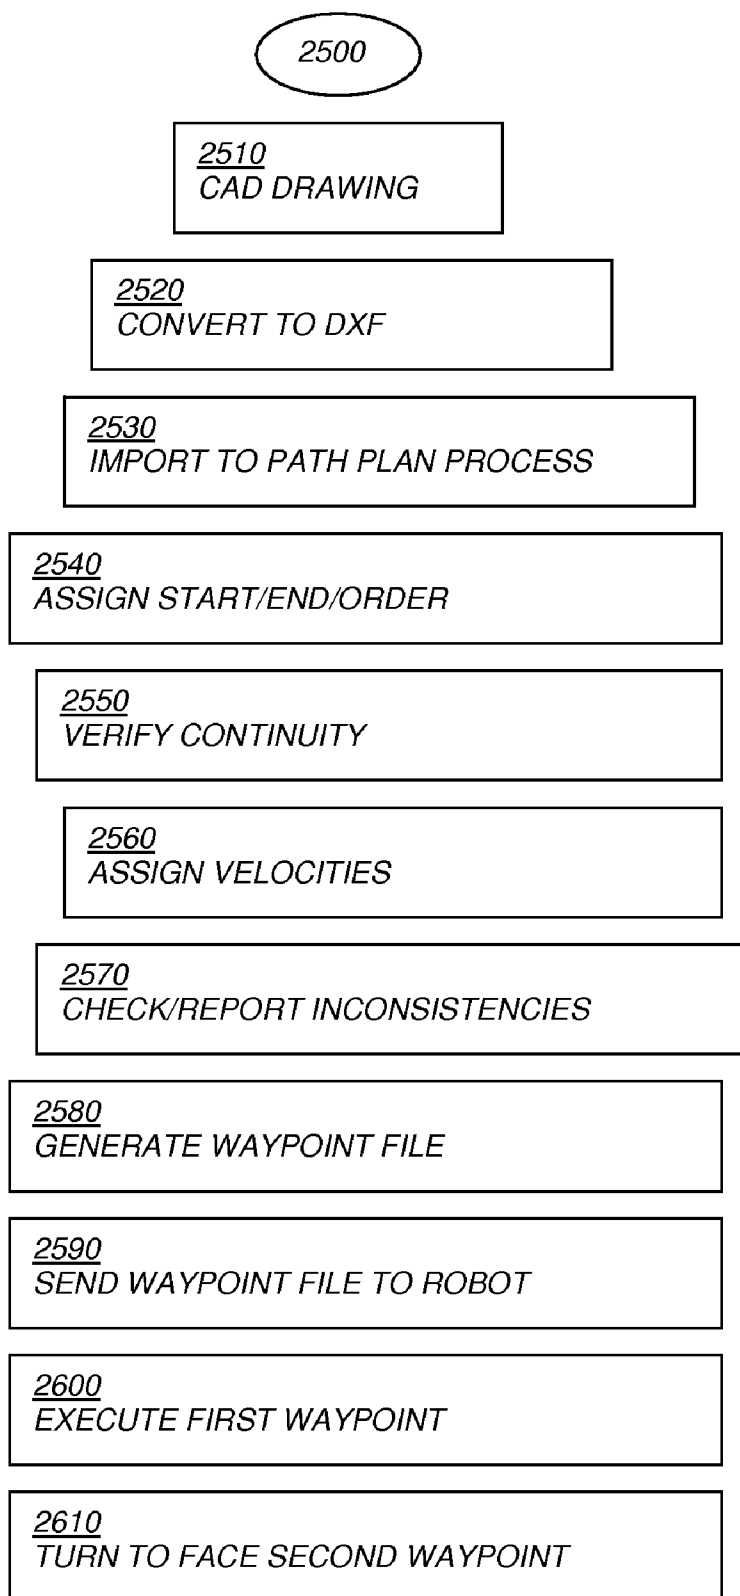 2500
2510
CAD DRAWING
2520
CONVERT TO DXF
2530
IMPORT TO PATH PLAN PROCESS
2540
ASSIGN START/END/ORDER
2550
VERIFY CONTINUITY
2560
ASSIGN VELOCITIES
2570
CHECK/REPORT INCONSISTENCIES
2580
GENERATE WAYPOINT FILE
2590
SEND WAYPOINT FILE TO ROBOT
2600
EXECUTE FIRST WAYPOINT
2610
TURN TO FACE SECOND WAYPOINT